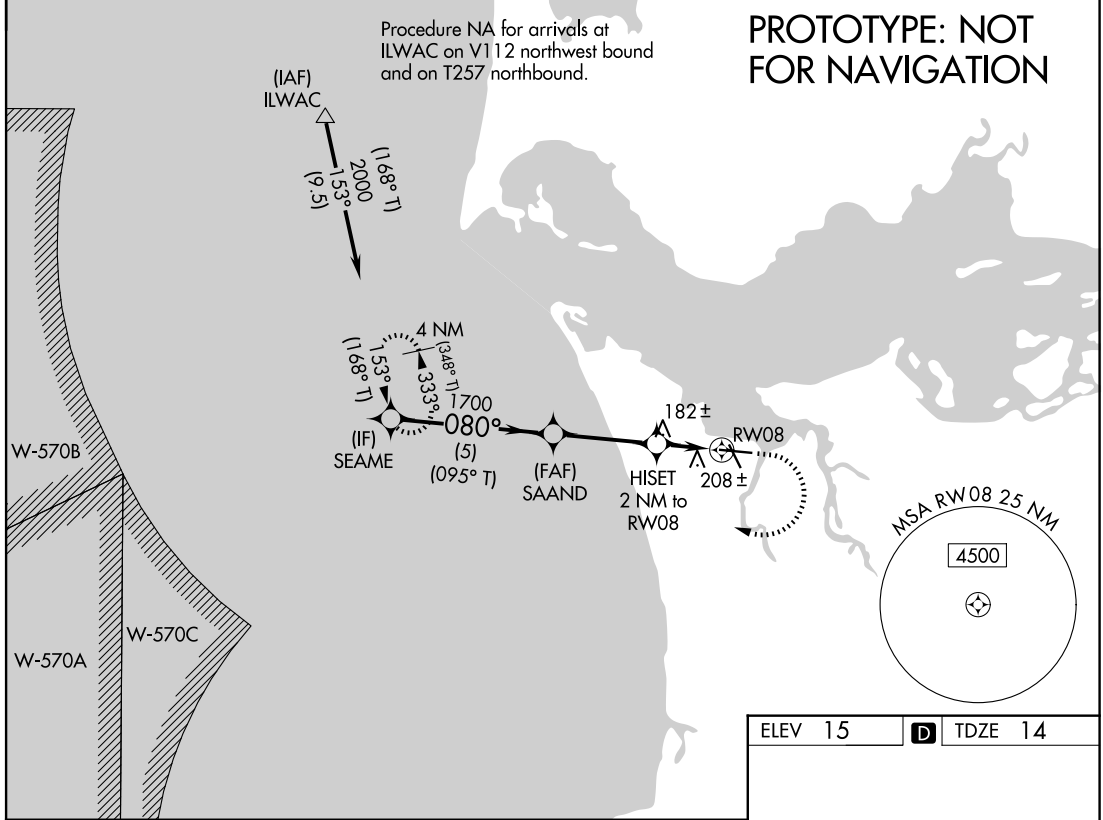 Procedure NA for arrivals at
ILWAC on V112 northwest bound
and on T257 northbound.
PROTOTYPE: NOT
FOR NAVIGATION
(IAF)
ILWAC
(168° T)
2000
153°
(9.5)
4 NM
(348° T)
333°
153°
(168° T)
1700
080°
(5)
(095° T)
(IF)
SEAME
(FAF)
SAAND
182 ±
RW08
HISET
2 NM to
RW08
208 ±
W-570B
W-570C
W-570A
MSA RW08 25 NM
4500
ELEV 15 D TDZE 14